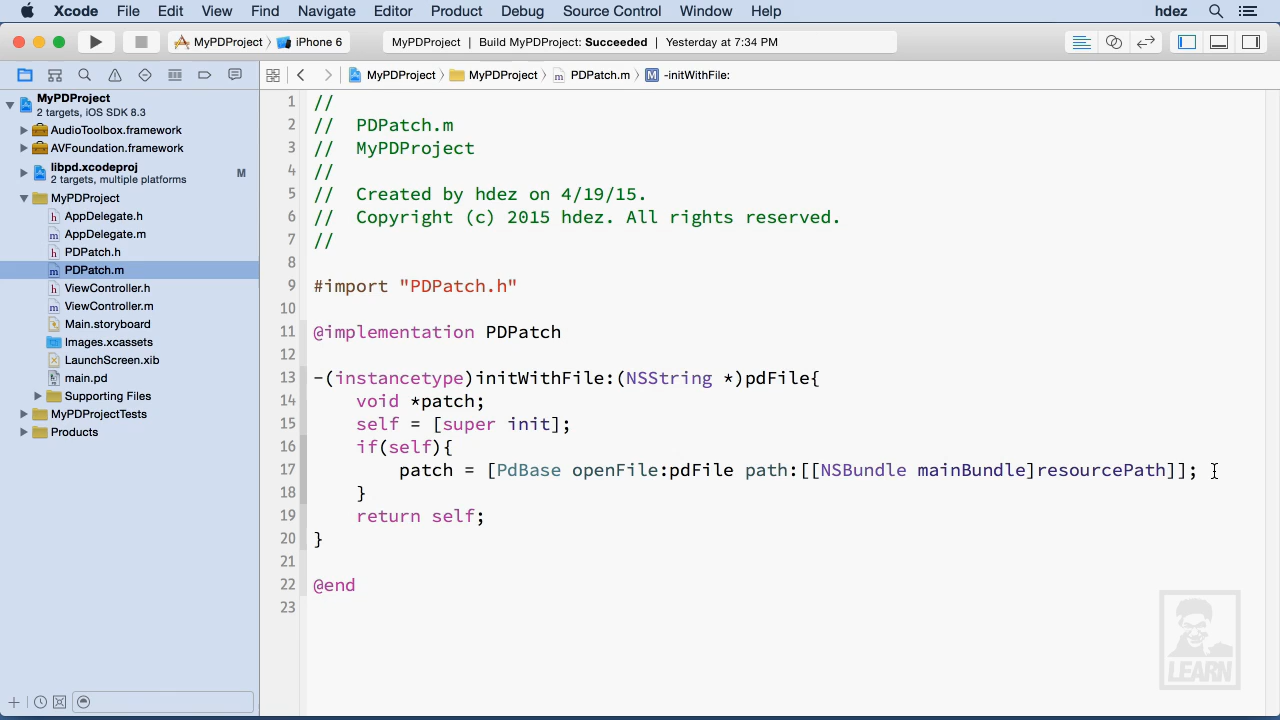 Xcode File Edit View Find Navigate Editor Product Debug Source Control Window Help hdez
MyPDProject iPhone 6 MyPDProject Build MyPDProject: Succeeded Yesterday at 7:34 PM
MyPDProject MyPDProject PDPatch.m M -initWithFile:
MyPDProject
2 targets, iOS SDK 8.3
AudioToolbox.framework
AVFoundation.framework
libpd.xcodeproj M
2 targets, multiple platforms
MyPDProject
h AppDelegate.h
m AppDelegate.m
h PDPatch.h
m PDPatch.m
h ViewController.h
m ViewController.m
Main.storyboard
Images.xcassets
LaunchScreen.xib
main.pd
Supporting Files
MyPDProjectTests
Products
1 //
2 // PDPatch.m
3 // MyPDProject
4 //
5 // Created by hdez on 4/19/15.
6 // Copyright (c) 2015 hdez. All rights reserved.
7 //
8
9 #import "PDPatch.h"
10
11 @implementation PDPatch
12
13 -(instancetype)initWithFile:(NSString *)pdFile{
14 void *patch;
15 self = [super init];
16 if(self){
17 patch = [PdBase openFile:pdFile path:[[NSBundle mainBundle]resourcePath]];
18 }
19 return self;
20 }
21
22 @end
23
LEARN